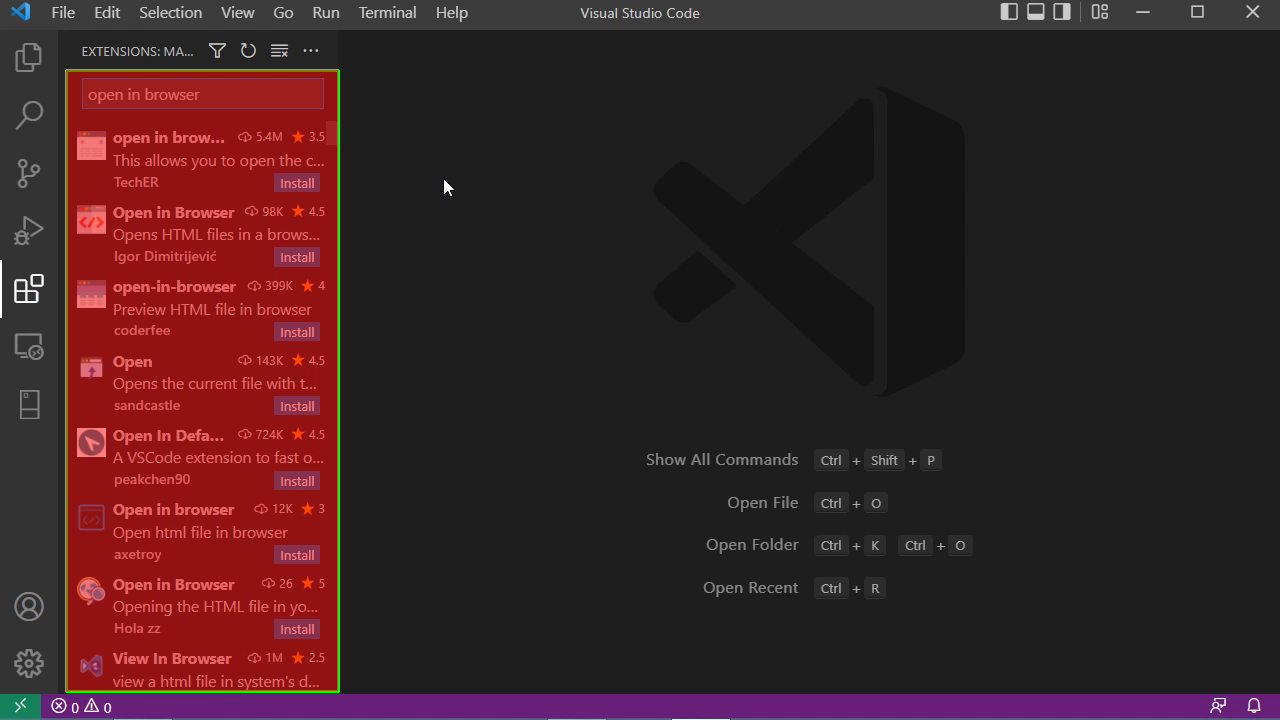 File Edit Selection View Go Run Terminal Help
Visual Studio Code
EXTENSIONS: MA...
open in browser
open in brow... 5.4M 3.5
This allows you to open the c...
TechER Install
Open in Browser 98K 4.5
Opens HTML files in a brows...
Igor Dimitrijević Install
open-in-browser 399K 4
Preview HTML file in browser
coderfee Install
Open 143K 4.5
Opens the current file with t...
sandcastle Install
Open In Defa... 724K 4.5
A VSCode extension to fast o...
peakchen90 Install
Open in browser 12K 3
Open html file in browser
axetroy Install
Open in Browser 26 5
Opening the HTML file in yo...
Hola zz Install
View In Browser 1M 2.5
view a html file in system's d...
Show All Commands Ctrl + Shift + P
Open File Ctrl + O
Open Folder Ctrl + K Ctrl + O
Open Recent Ctrl + R
0 0